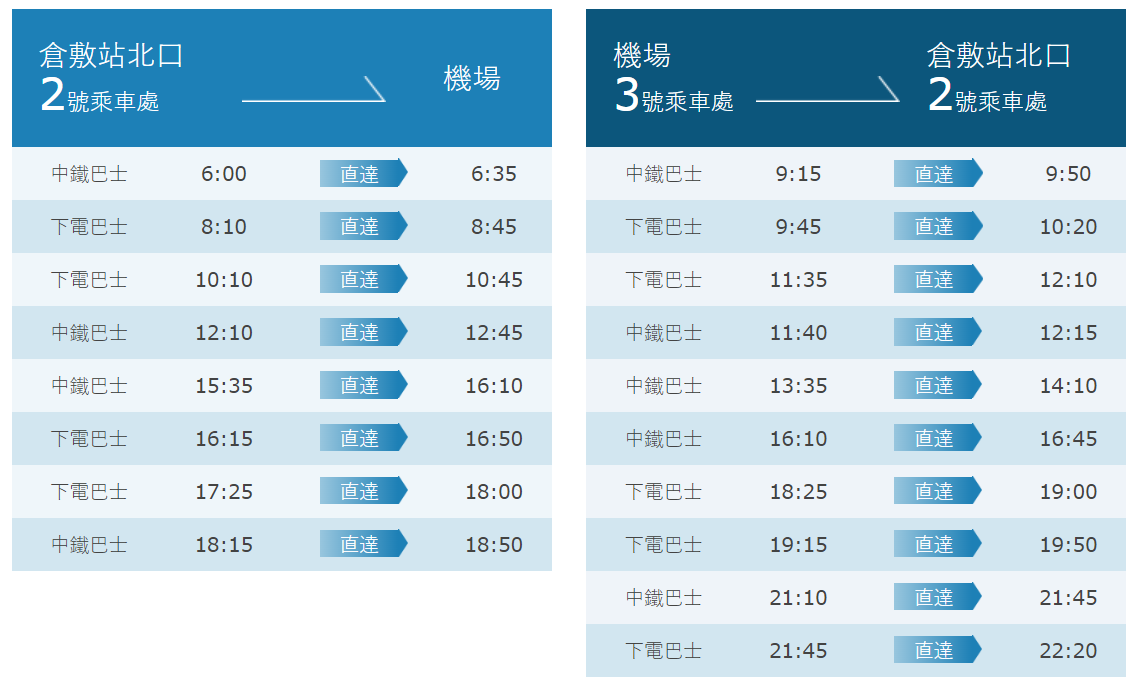 倉敷站北口
2號乘車處
機場
中鐵巴士 6:00 直達 6:35
下電巴士 8:10 直達 8:45
下電巴士 10:10 直達 10:45
中鐵巴士 12:10 直達 12:45
中鐵巴士 15:35 直達 16:10
下電巴士 16:15 直達 16:50
下電巴士 17:25 直達 18:00
中鐵巴士 18:15 直達 18:50
機場
3號乘車處
倉敷站北口
2號乘車處
中鐵巴士 9:15 直達 9:50
下電巴士 9:45 直達 10:20
下電巴士 11:35 直達 12:10
中鐵巴士 11:40 直達 12:15
中鐵巴士 13:35 直達 14:10
中鐵巴士 16:10 直達 16:45
下電巴士 18:25 直達 19:00
下電巴士 19:15 直達 19:50
中鐵巴士 21:10 直達 21:45
下電巴士 21:45 直達 22:20